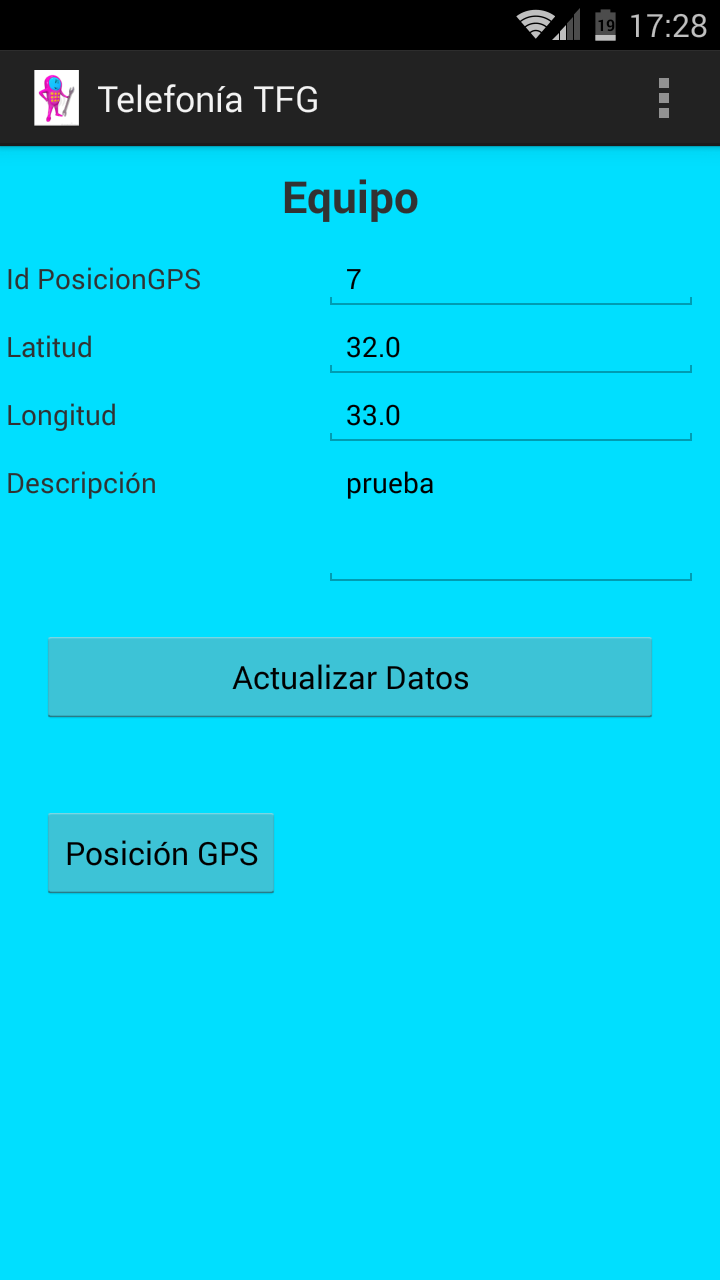 19 17:28
Telefonía TFG
Equipo
Id PosicionGPS 7
Latitud 32.0
Longitud 33.0
Descripción prueba
Actualizar Datos
Posición GPS